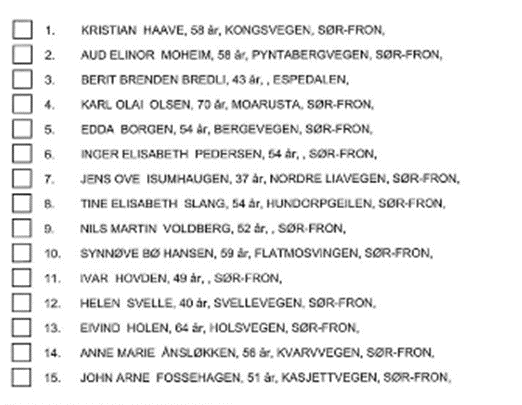 1. KRISTIAN HAAVE, 58 år, KONGSVEGEN, SØR-FRON,
2. AUD ELINOR MOHEIM, 58 år, PYNTABERGVEGEN, SØR-FRON,
3. BERIT BRENDEN BREDLI, 43 år, , ESPEDALEN,
4. KARL OLAI OLSEN, 70 år, MOARUSTA, SØR-FRON,
5. EDDA BORGEN, 54 år, BERGEVEGEN, SØR-FRON,
6. INGER ELISABETH PEDERSEN, 54 år, , SØR-FRON,
7. JENS OVE ISUMHAUGEN, 37 år, NORDRE LIAVEGEN, SØR-FRON,
8. TINE ELISABETH SLANG, 54 år, HUNDORPGEILEN, SØR-FRON,
9. NILS MARTIN VOLDBERG, 52 år, , SØR-FRON,
10. SYNNØVE BØ HANSEN, 59 år, FLATMOSVINGEN, SØR-FRON,
11. IVAR HOVDEN, 49 år, , SØR-FRON,
12. HELEN SVELLE, 40 år, SVELLEVEGEN, SØR-FRON,
13. EIVIND HOLEN, 64 år, HOLSVEGEN, SØR-FRON,
14. ANNE MARIE ÅNSLØKKEN, 56 år, KVARVVEGEN, SØR-FRON,
15. JOHN ARNE FOSSEHAGEN, 51 år, KASJETTVEGEN, SØR-FRON,